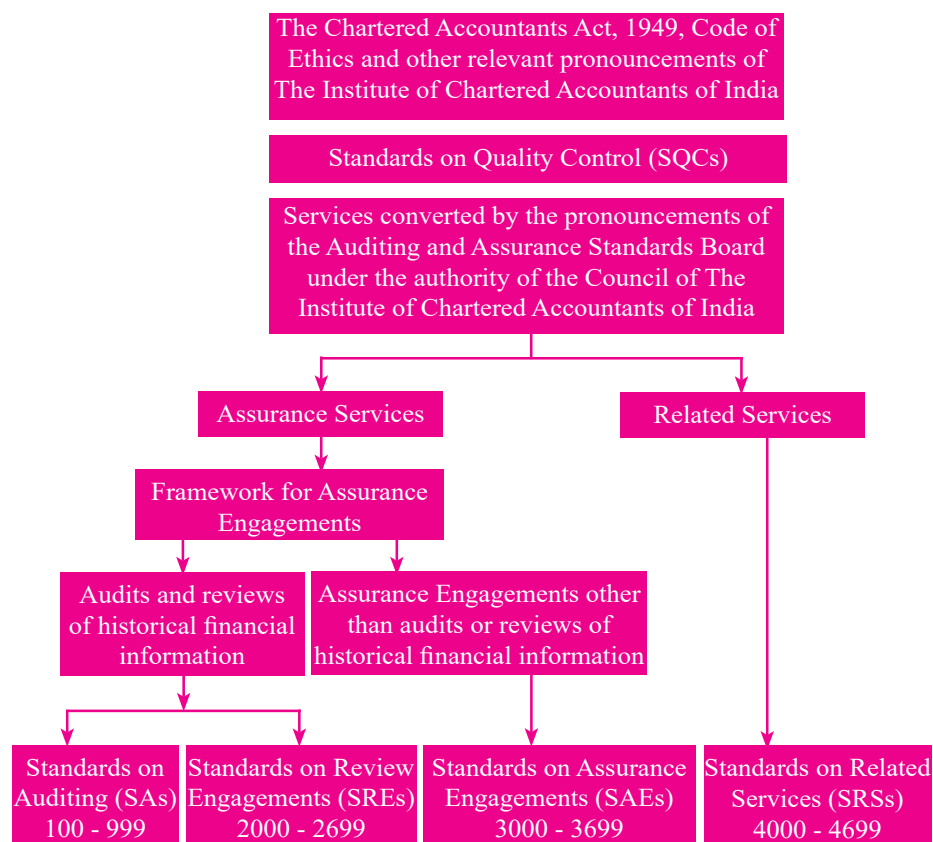 The Chartered Accountants Act, 1949, Code of
Ethics and other relevant pronouncements of
The Institute of Chartered Accountants of India
Standards on Quality Control (SQCs)
Services converted by the pronouncements of
the Auditing and Assurance Standards Board
under the authority of the Council of The
Institute of Chartered Accountants of India
Assurance Services
Related Services
Framework for Assurance
Engagements
Audits and reviews
of historical financial
information
Assurance Engagements other
than audits or reviews of
historical financial information
Standards on
Auditing (SAs)
100 - 999
Standards on Review
Engagements (SREs)
2000 - 2699
Standards on Assurance
Engagements (SAEs)
3000 - 3699
Standards on Related
Services (SRSs)
4000 - 4699